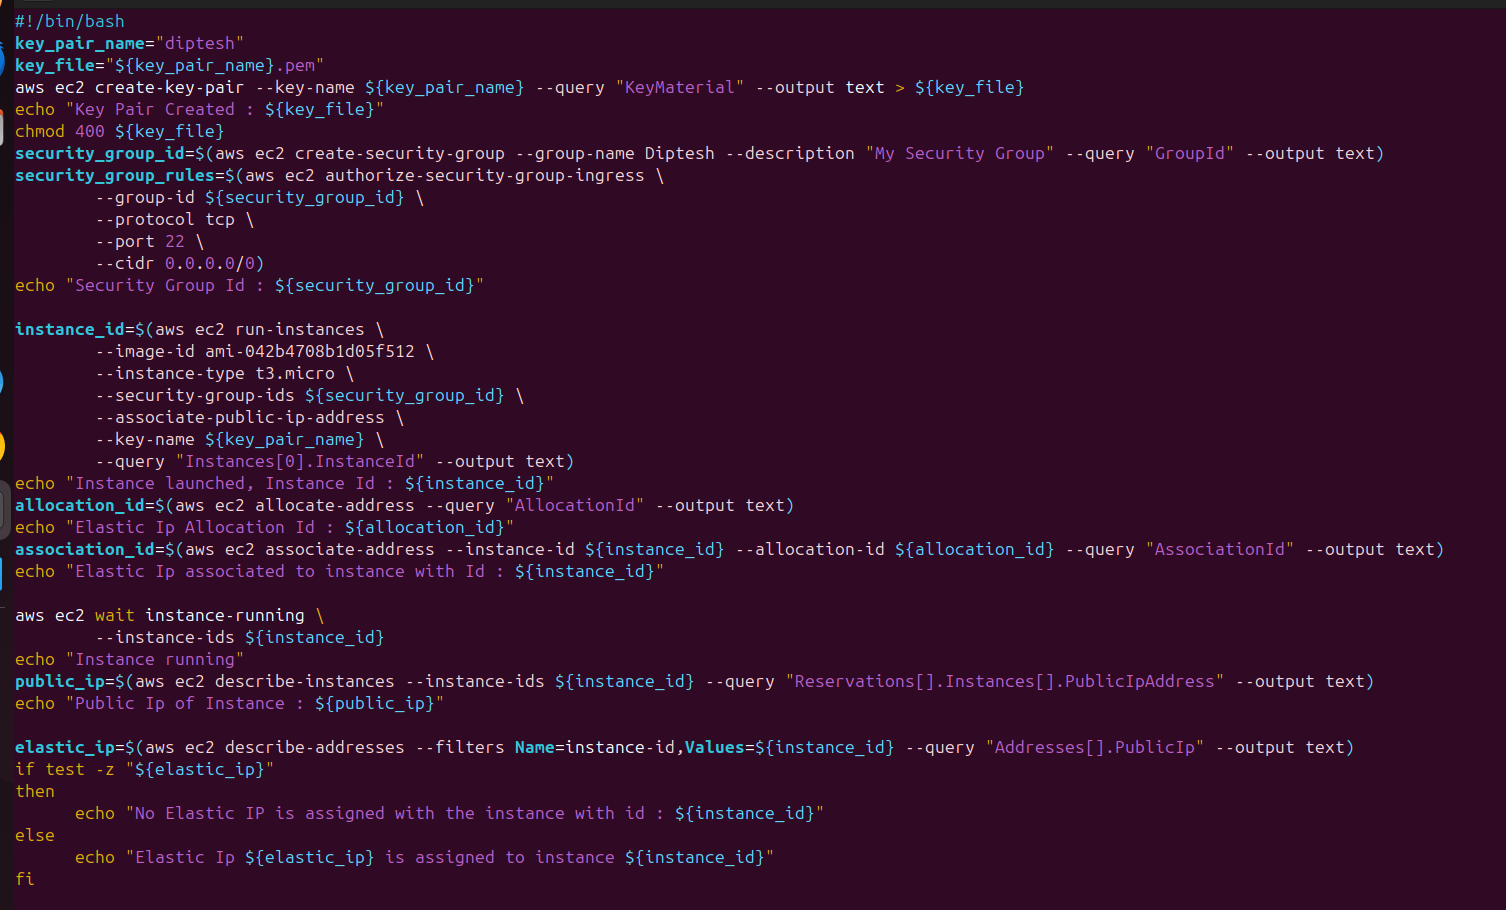 #!/bin/bash
key_pair_name="diptesh"
key_file="${key_pair_name}.pem"
aws ec2 create-key-pair --key-name ${key_pair_name} --query "KeyMaterial" --output text > ${key_file}
echo "Key Pair Created : ${key_file}"
chmod 400 ${key_file}
security_group_id=$(aws ec2 create-security-group --group-name Diptesh --description "My Security Group" --query "GroupId" --output text)
security_group_rules=$(aws ec2 authorize-security-group-ingress \
        --group-id ${security_group_id} \
        --protocol tcp \
        --port 22 \
        --cidr 0.0.0.0/0)
echo "Security Group Id : ${security_group_id}"

instance_id=$(aws ec2 run-instances \
        --image-id ami-042b4708b1d05f512 \
        --instance-type t3.micro \
        --security-group-ids ${security_group_id} \
        --associate-public-ip-address \
        --key-name ${key_pair_name} \
        --query "Instances[0].InstanceId" --output text)
echo "Instance launched, Instance Id : ${instance_id}"
allocation_id=$(aws ec2 allocate-address --query "AllocationId" --output text)
echo "Elastic Ip Allocation Id : ${allocation_id}"
association_id=$(aws ec2 associate-address --instance-id ${instance_id} --allocation-id ${allocation_id} --query "AssociationId" --output text)
echo "Elastic Ip associated to instance with Id : ${instance_id}"

aws ec2 wait instance-running \
        --instance-ids ${instance_id}
echo "Instance running"
public_ip=$(aws ec2 describe-instances --instance-ids ${instance_id} --query "Reservations[].Instances[].PublicIpAddress" --output text)
echo "Public Ip of Instance : ${public_ip}"

elastic_ip=$(aws ec2 describe-addresses --filters Name=instance-id,Values=${instance_id} --query "Addresses[].PublicIp" --output text)
if test -z "${elastic_ip}"
then
      echo "No Elastic IP is assigned with the instance with id : ${instance_id}"
else
      echo "Elastic Ip ${elastic_ip} is assigned to instance ${instance_id}"
fi